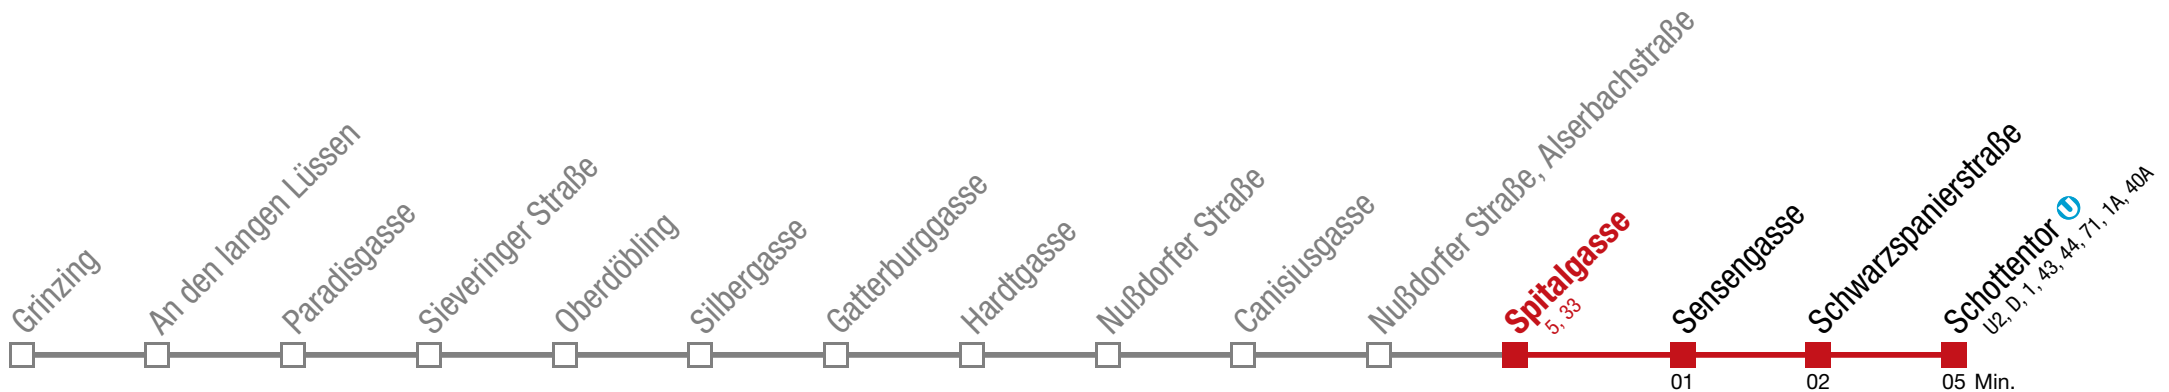 Grinzing
An den langen Lüssen
Paradisgasse
Sieveringer Straße
Oberdöbling
Silbergasse
Gatterburggasse
Hardtgasse
Nußdorfer Straße
Canisiusgasse
Nußdorfer Straße, Alserbachstraße
Spitalgasse
5, 33
Sensengasse
Schwarzspanierstraße
Schottentor U
U2, D, 1, 43, 44, 71, 1A, 40A
01 02 05 Min.